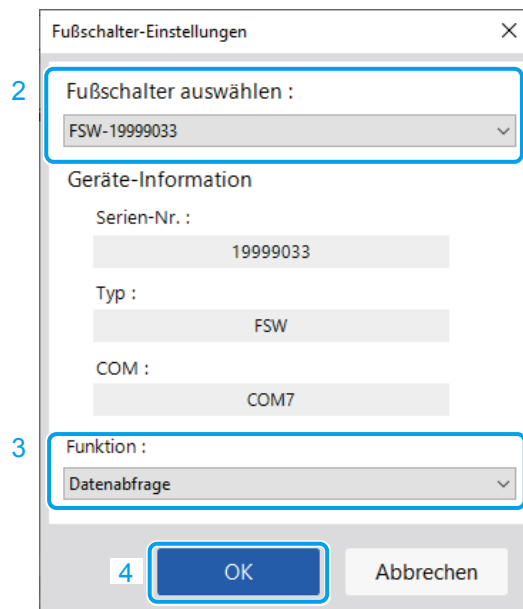 Fußschalter-Einstellungen
2
Fußschalter auswählen :
FSW-19999033
Geräte-Information
Serien-Nr. :
19999033
Typ :
FSW
COM :
COM7
3
Funktion :
Datenabfrage
4
OK
Abbrechen